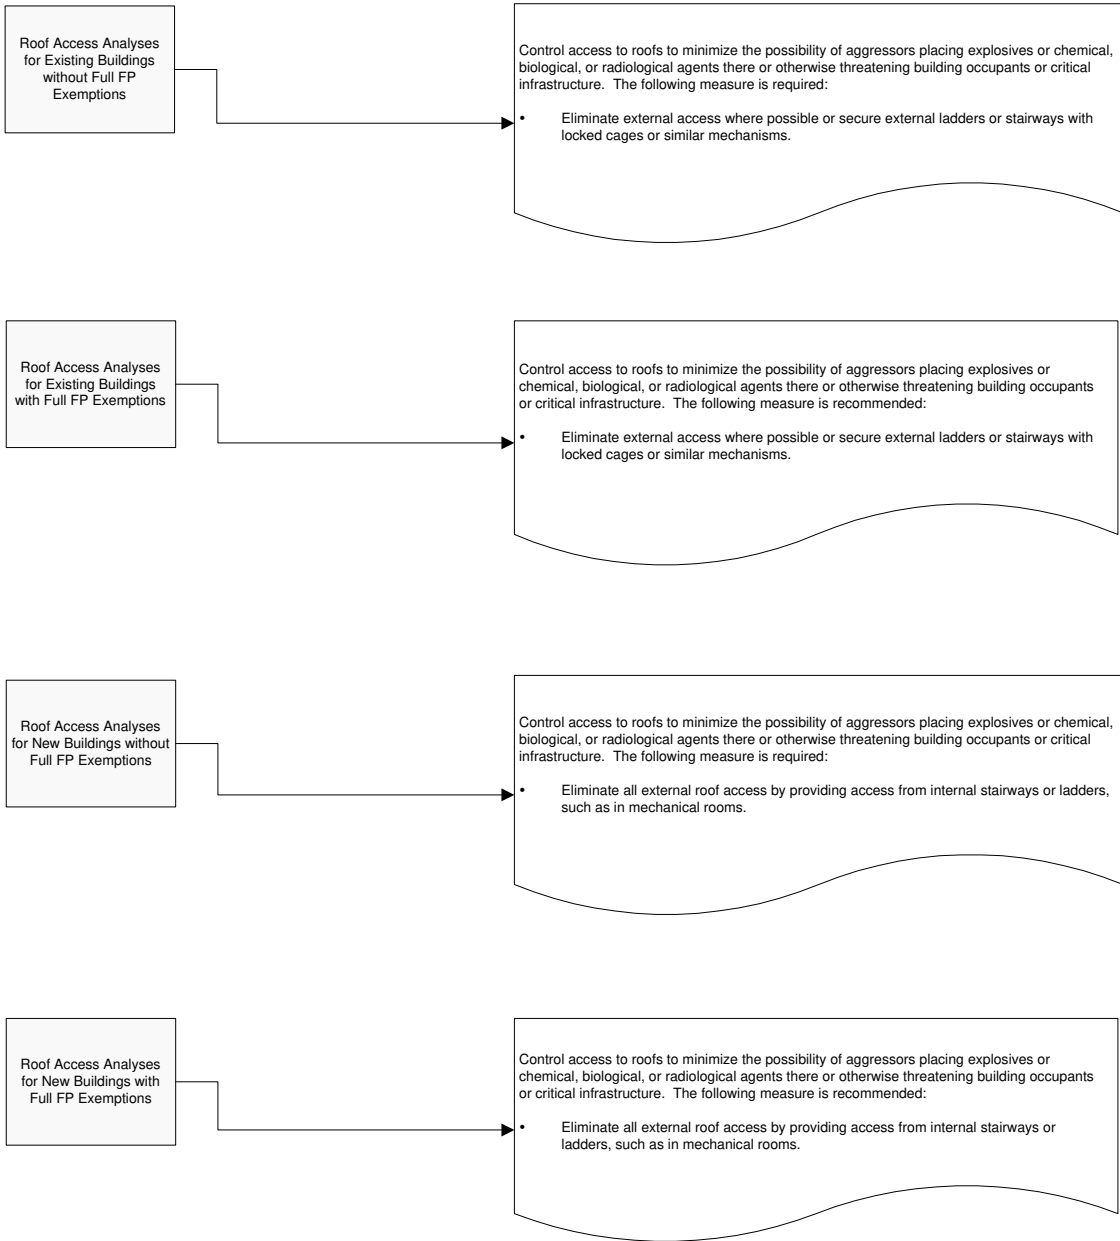 Roof Access Analyses
for Existing Buildings
without Full FP
Exemptions
Control access to roofs to minimize the possibility of aggressors placing explosives or chemical,
biological, or radiological agents there or otherwise threatening building occupants or critical
infrastructure.  The following measure is required:
• Eliminate external access where possible or secure external ladders or stairways with
locked cages or similar mechanisms.
Roof Access Analyses
for Existing Buildings
with Full FP Exemptions
Control access to roofs to minimize the possibility of aggressors placing explosives or
chemical, biological, or radiological agents there or otherwise threatening building occupants
or critical infrastructure.  The following measure is recommended:
• Eliminate external access where possible or secure external ladders or stairways with
locked cages or similar mechanisms.
Roof Access Analyses
for New Buildings without
Full FP Exemptions
Control access to roofs to minimize the possibility of aggressors placing explosives or chemical,
biological, or radiological agents there or otherwise threatening building occupants or critical
infrastructure.  The following measure is required:
• Eliminate all external roof access by providing access from internal stairways or ladders,
such as in mechanical rooms.
Roof Access Analyses
for New Buildings with
Full FP Exemptions
Control access to roofs to minimize the possibility of aggressors placing explosives or
chemical, biological, or radiological agents there or otherwise threatening building occupants
or critical infrastructure.  The following measure is recommended:
• Eliminate all external roof access by providing access from internal stairways or
ladders, such as in mechanical rooms.